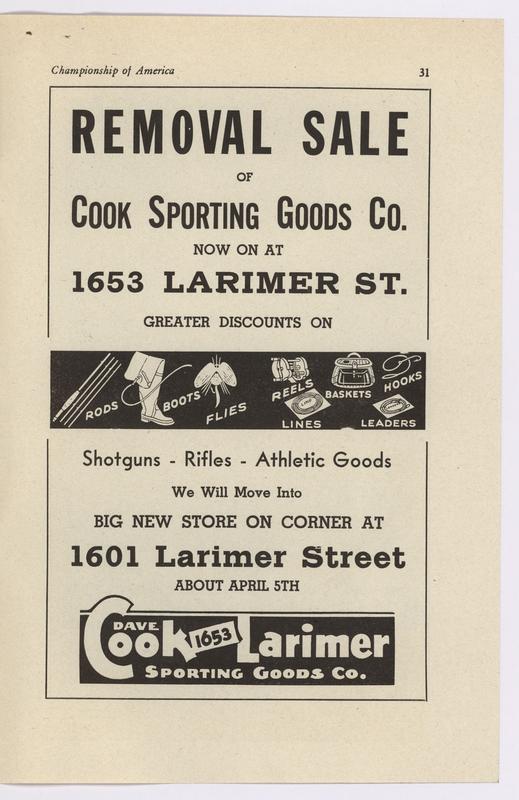 Championship of America 31
REMOVAL SALE
OF
COOK SPORTING GOODS CO.
NOW ON AT
1653 LARIMER ST.
GREATER DISCOUNTS ON
RODS BOOTS FLIES REELS LINES BASKETS HOOKS LEADERS
Shotguns - Rifles - Athletic Goods
We Will Move Into
BIG NEW STORE ON CORNER AT
1601 Larimer Street
ABOUT APRIL 5TH
DAVE
Cook 1653 Larimer
SPORTING GOODS CO.